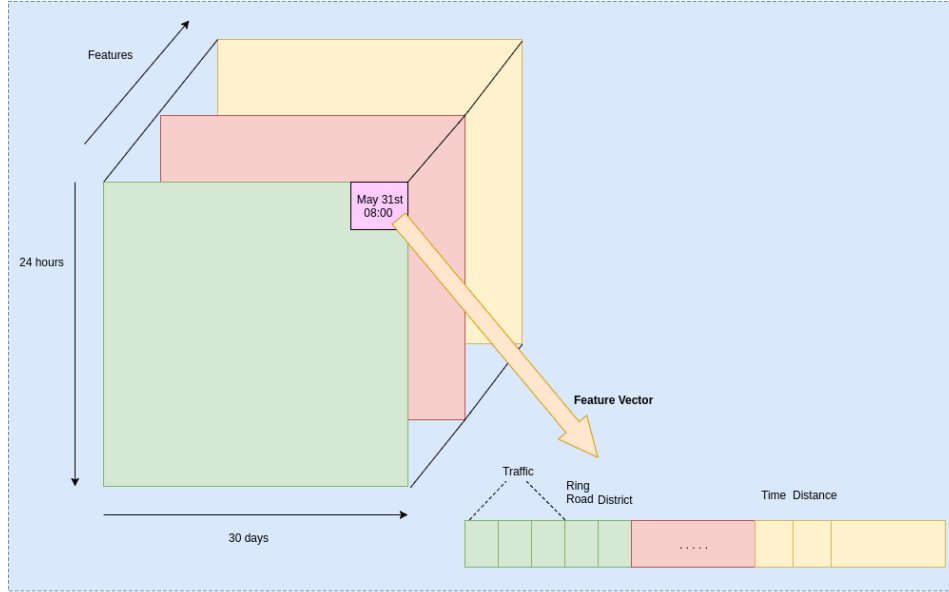 Features
May 31st
08:00
24 hours
30 days
Feature Vector
Traffic
Ring
Road
District
.....
Time
Distance